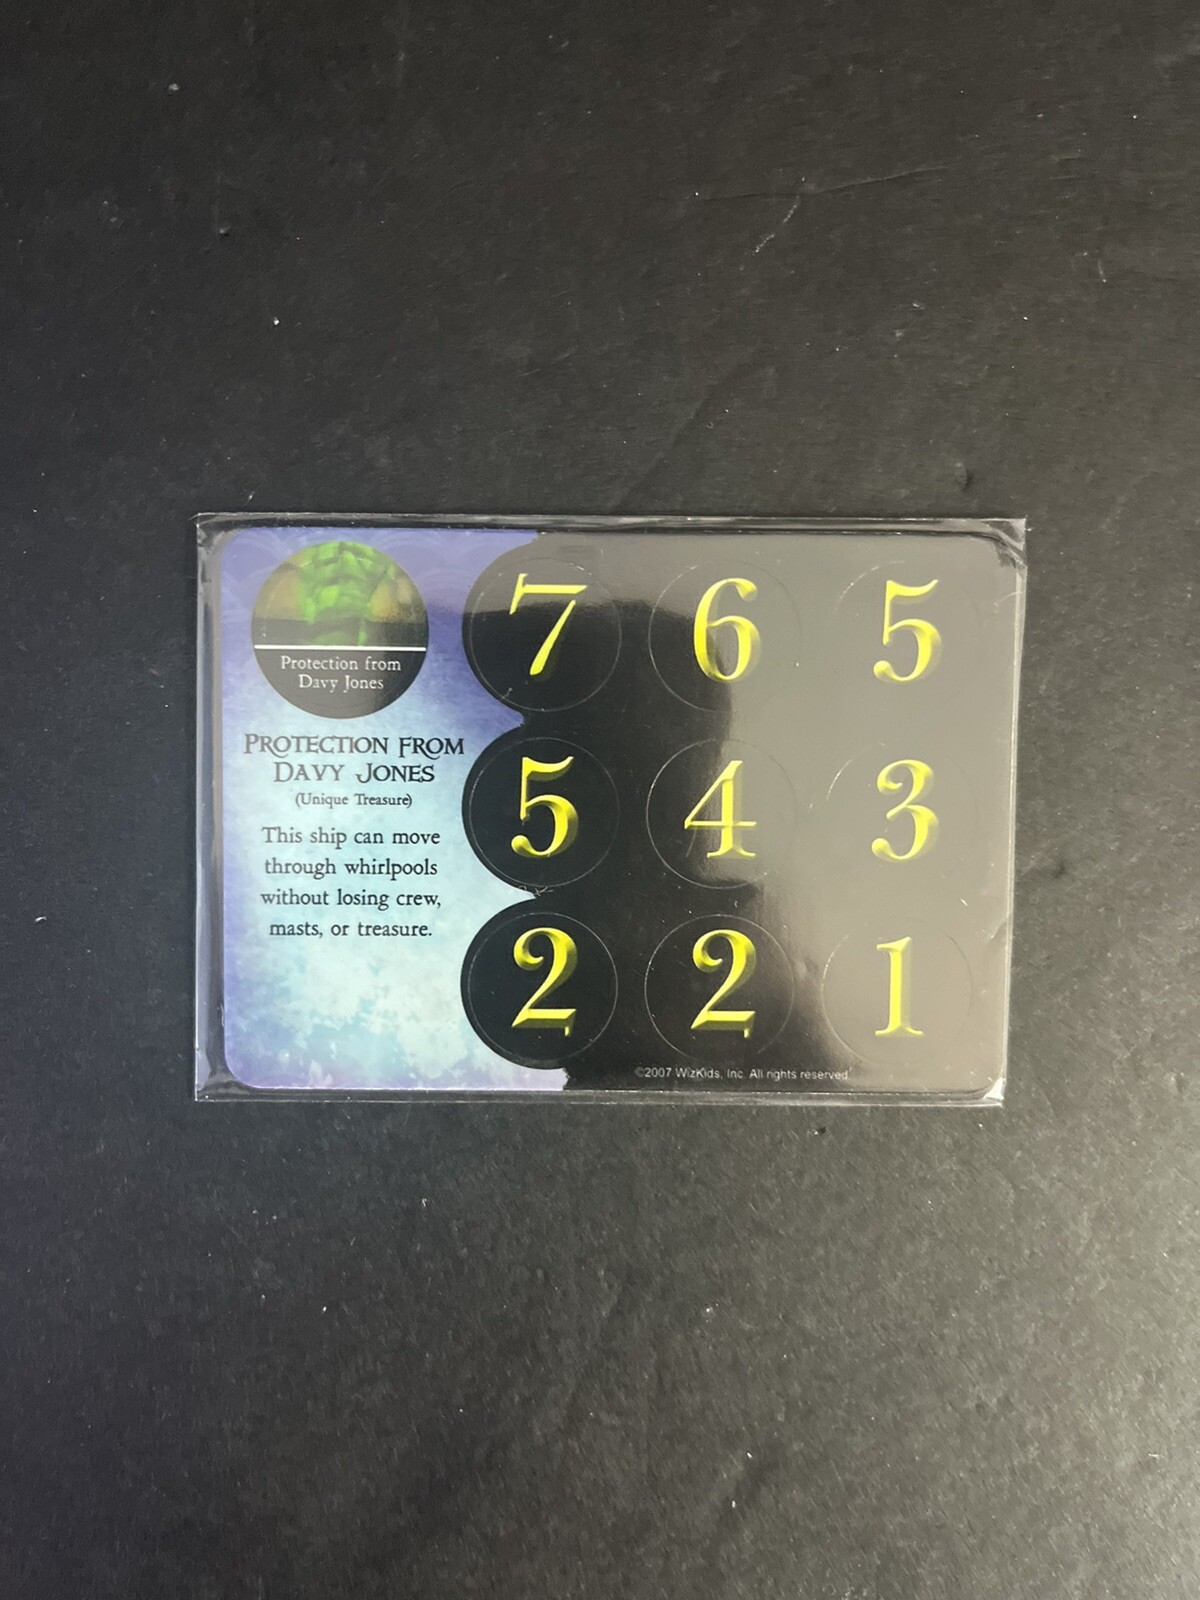 Protection from
Davy Jones
PROTECTION FROM
DAVY JONES
(Unique Treasure)
This ship can move
through whirlpools
without losing crew,
masts, or treasure.
7 6 5
5 4 3
2 2 1
©2007 WizKids, Inc. All rights reserved.